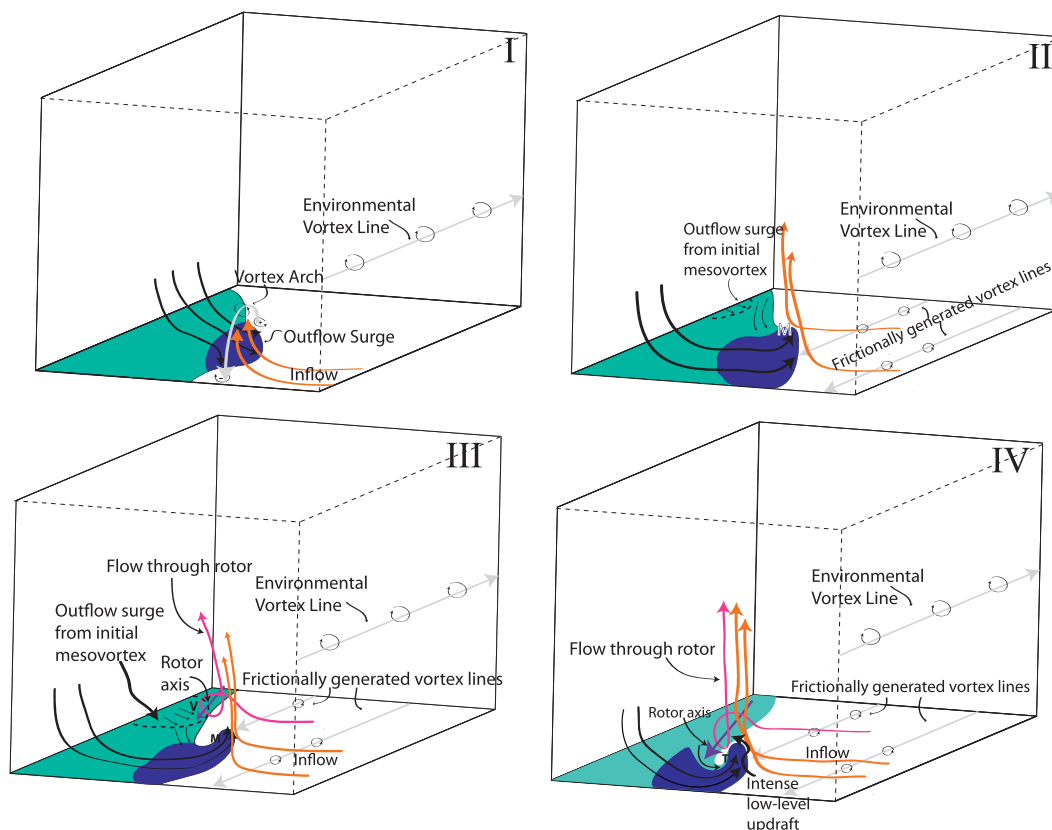 I
Environmental
Vortex Line
Vortex Arch
Outflow Surge
Inflow
II
Environmental
Vortex Line
Outflow surge
from initial
mesovortex
M
Frictionally generated vortex lines
III
Flow through rotor
Environmental
Vortex Line
Outflow surge
from initial
mesovortex
Rotor
axis
V
Frictionally generated vortex lines
M
Inflow
IV
Environmental
Vortex Line
Flow through rotor
Frictionally generated vortex lines
Rotor axis
Inflow
T
Intense
low-level
updraft